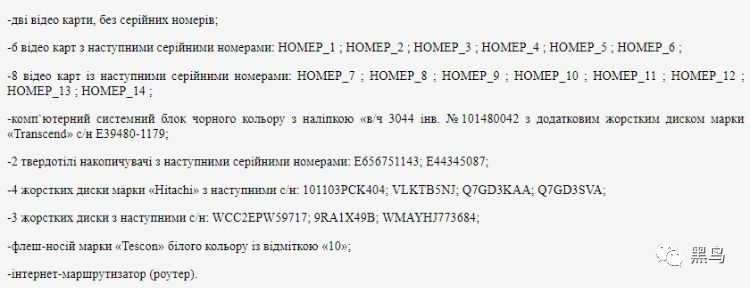 -дві відео карти, без серійних номерів;
-6 відео карт з наступними серійними номерами: НОМЕР_1 ; НОМЕР_2 ; НОМЕР_3 ; НОМЕР_4 ; НОМЕР_5 ; НОМЕР_6 ;
-8 відео карт із наступними серійними номерами: НОМЕР_7 ; НОМЕР_8 ; НОМЕР_9 ; НОМЕР_10 ; НОМЕР_11 ; НОМЕР_12 ;
НОМЕР_13 ; НОМЕР_14 ;
-комп`ютерний системний блок чорного кольору з наліпкою «в/ч 3044 інв. №101480042 з додатковим жорстким диском марки
«Transcend» с/н E39480-1179;
-2 твердотілі накопичувачі з наступними серійними номерами: E656751143; E44345087;
-4 жорстких диски марки «Hitachi» з наступними с/н: 101103PCK404; VLKTB5NJ; Q7GD3KAA; Q7GD3SVA;
-3 жорстких диски з наступними с/н: WCC2EPW59717; 9RA1X49B; WMAYHJ773684;
-флеш-носій марки «Tescon» білого кольору із відміткою «10»;
-інтернет-маршрутизатор (роутер).
黑鸟